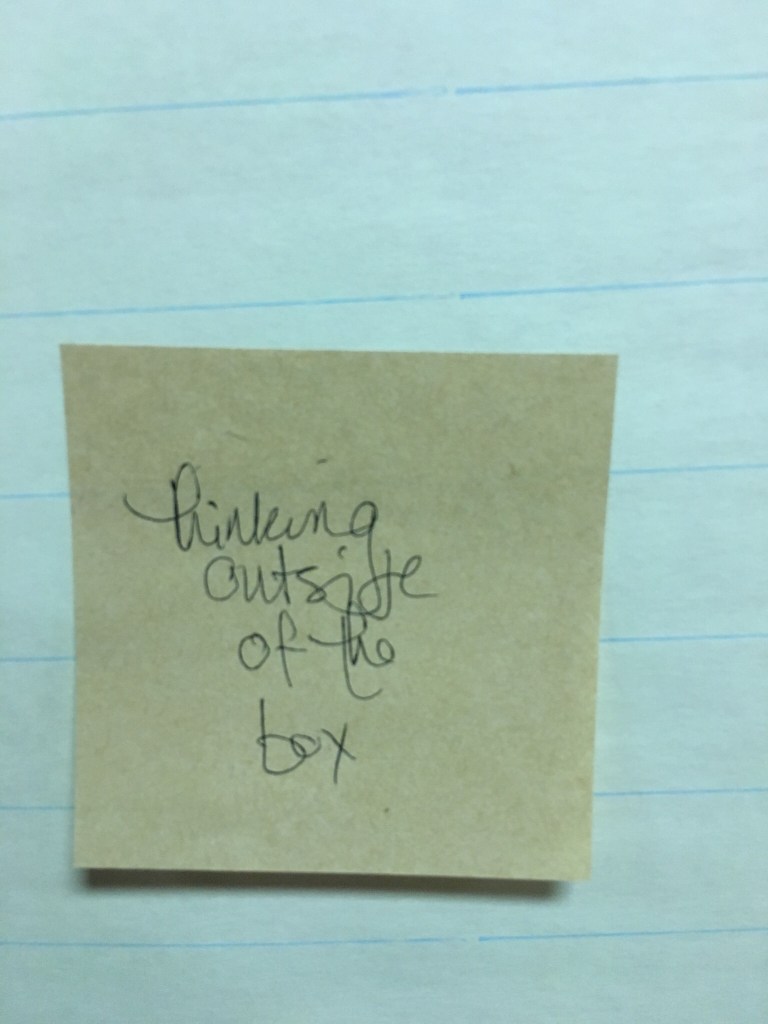 thinking
outside
of the
box